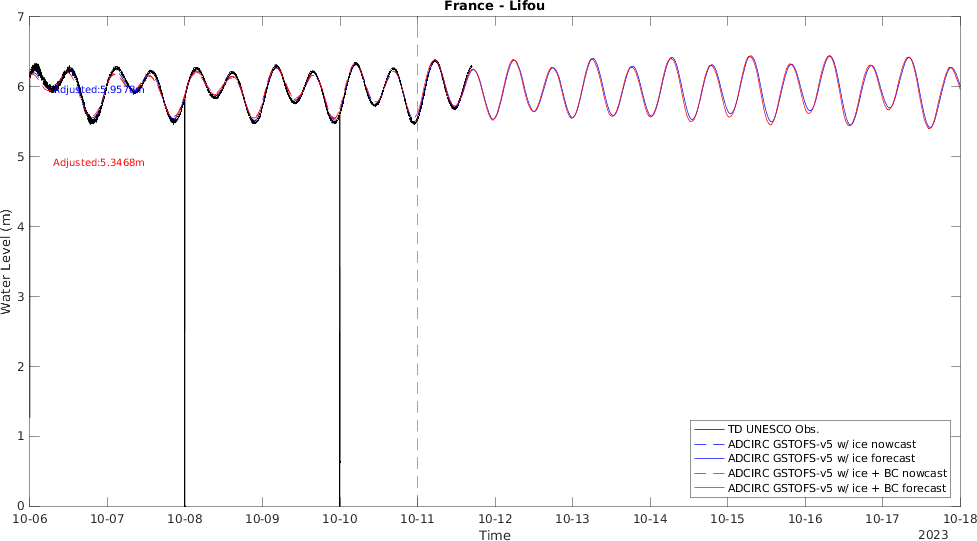 France - Lifou
7
6
5
4
3
2
1
0
Water Level (m)
Adjusted:5.3468m
TD UNESCO Obs.
ADCIRC GSTOFS-v5 w/ ice nowcast
ADCIRC GSTOFS-v5 w/ ice forecast
ADCIRC GSTOFS-v5 w/ ice + BC nowcast
ADCIRC GSTOFS-v5 w/ ice + BC forecast
10-06 10-07 10-08 10-09 10-10 10-11 10-12 10-13 10-14 10-15 10-16 10-17 10-18
Time
2023